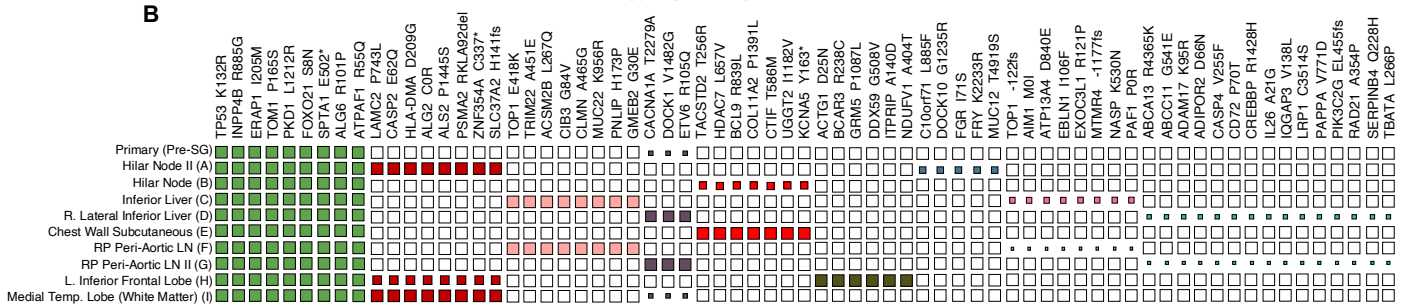 B
TP53 K132R
INPP4B R885G
ERAP1 I205M
TOM1 P165S
PKD1 L1212R
FOXO21 S8N
SPTA1 E502*
ALG6 R101P
ATPAF1 R55Q
LAMC2 P743L
CASP2 E62Q
HLA-DMA D209G
ALG2 C0R
ALS2 P1445S
PSMA2 RKLA92del
ZNF354A C337*
SLC37A2 H141fs
TOP1 E418K
TRIM22 A451E
ACSM2B L267Q
CIB3 G84V
CLMN A465G
MUC22 K956R
PNLIP H173P
GMEB2 E230E
CACNA1A T2279A
DOCK1 V1482G
ETV6 R105Q
TACSTD2 T256R
HDAC7 L657V
BCL9 R839L
COL11A2 P1391L
CTIF T586M
UGGT2 I1182V
KCNA5 Y163*
ACTG1 D25N
BCAR3 R238C
GRM5 P1087L
DDX59 G508V
ITPRIP A140D
NDUFV1 A404T
C10orf71 L885F
DOCK10 G1235R
FGR I71S
FRY K2233R
MUC12 T4919S
TOP1 -122fs
AIM1 M0I
ATP13A4 D840E
EBLN1 I106F
EXOC3L1 R121P
MTMR4 -1177fs
NASP K530N
PAF1 P0R
ABCA13 R4365K
ABCC11 G541E
ADAM17 K95R
ADIPOR2 D66N
CASP4 V255F
CD72 P70T
CREBBP R1428H
IL26 A21G
IQGAP3 V138L
LRP1 C3514S
PAPPA V771D
PIK3C2G EL455fs
RAD21 A354P
SERPINB4 Q228H
TBATA L266P
Primary (Pre-SG)
Hilar Node II (A)
Hilar Node (B)
Inferior Liver (C)
R. Lateral Inferior Liver (D)
Chest Wall Subcutaneous (E)
RP Peri-Aortic LN (F)
RP Peri-Aortic LN II (G)
L. Inferior Frontal Lobe (H)
Medial Temp. Lobe (White Matter) (I)